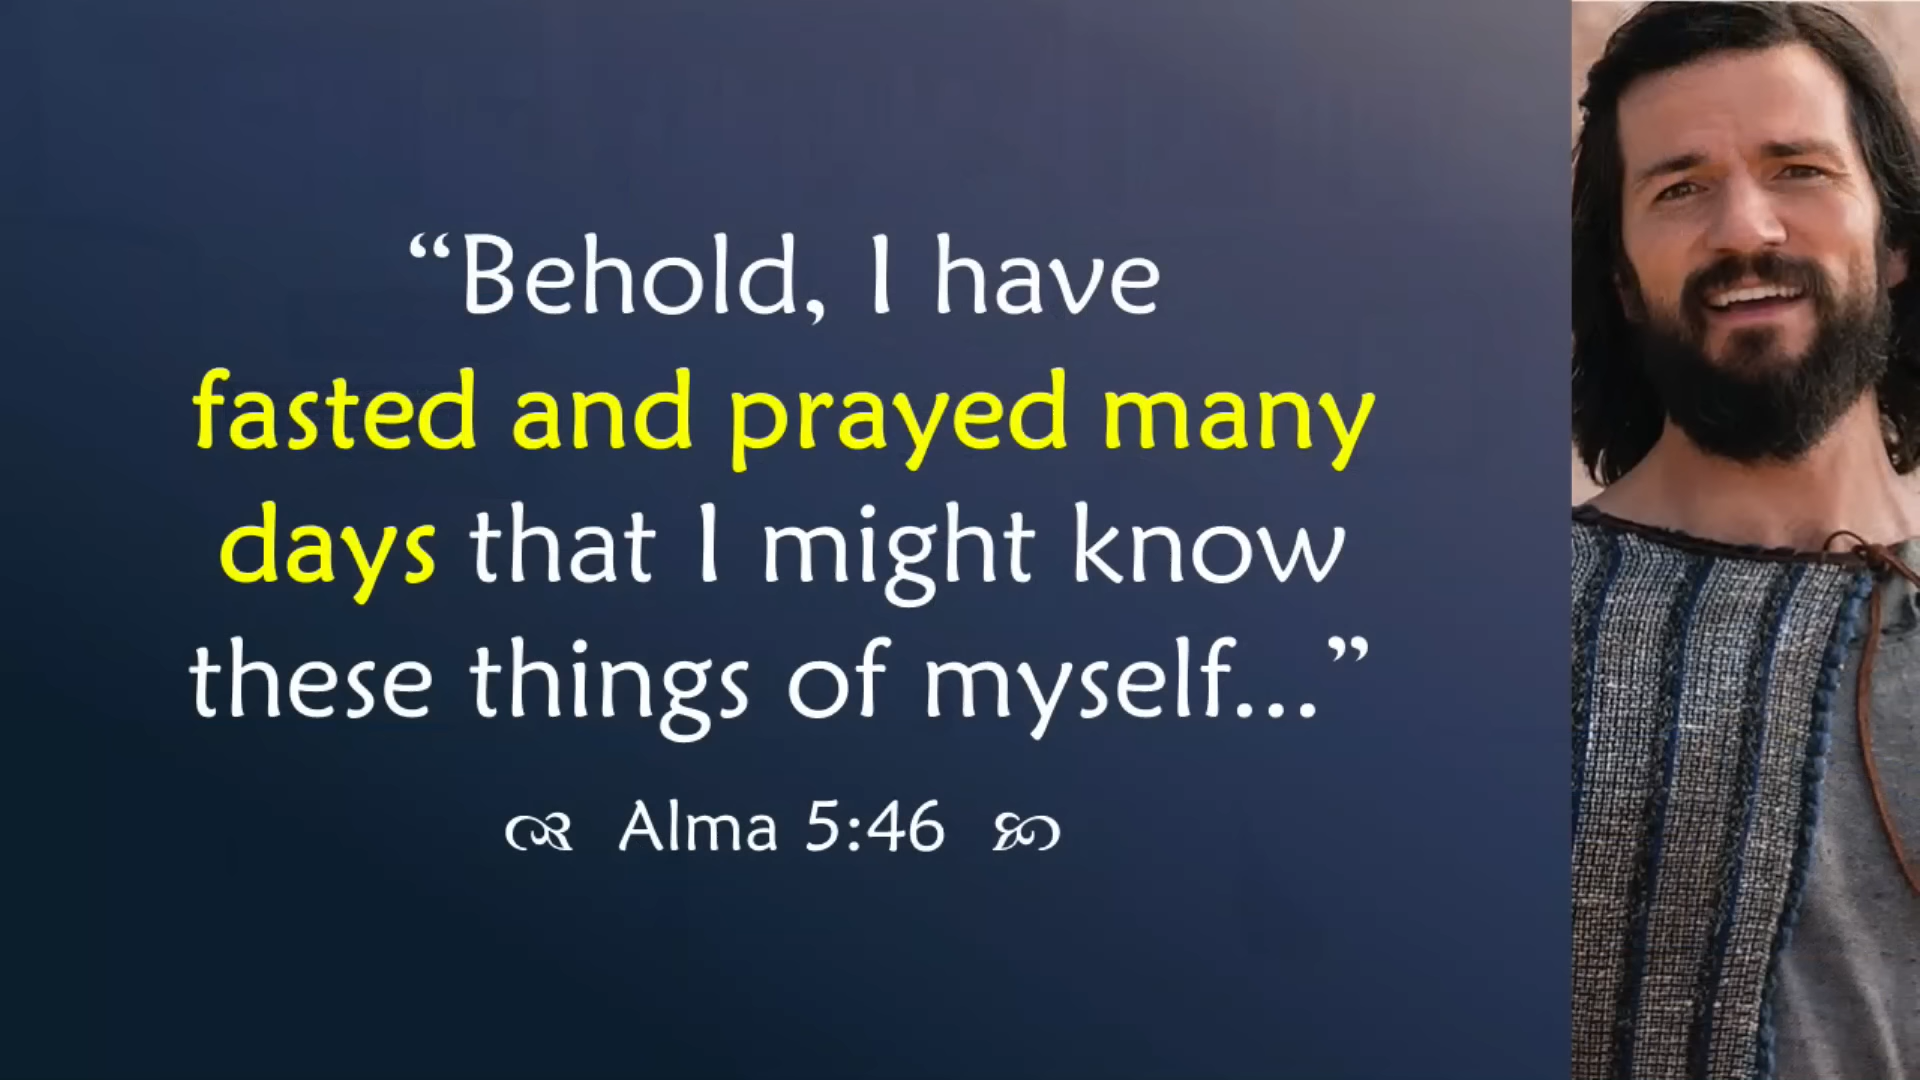 “Behold, I have
fasted and prayed many
days that I might know
these things of myself...”
Alma 5:46